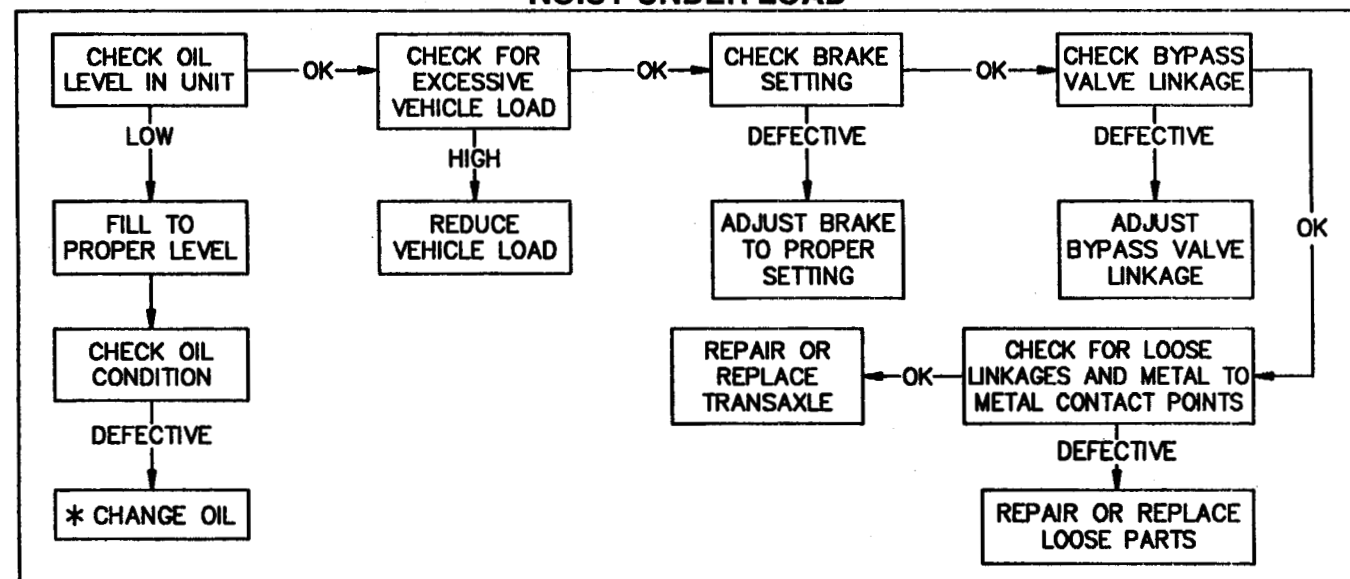 NOISY UNDER LOAD
CHECK OIL
LEVEL IN UNIT
OK
CHECK FOR
EXCESSIVE
VEHICLE LOAD
OK
CHECK BRAKE
SETTING
OK
CHECK BYPASS
VALVE LINKAGE
LOW
HIGH
DEFECTIVE
DEFECTIVE
OK
FILL TO
PROPER LEVEL
REDUCE
VEHICLE LOAD
ADJUST BRAKE
TO PROPER
SETTING
ADJUST
BYPASS VALVE
LINKAGE
CHECK OIL
CONDITION
REPAIR OR
REPLACE
TRANSAXLE
OK
CHECK FOR LOOSE
LINKAGES AND METAL TO
METAL CONTACT POINTS
DEFECTIVE
DEFECTIVE
* CHANGE OIL
REPAIR OR REPLACE
LOOSE PARTS